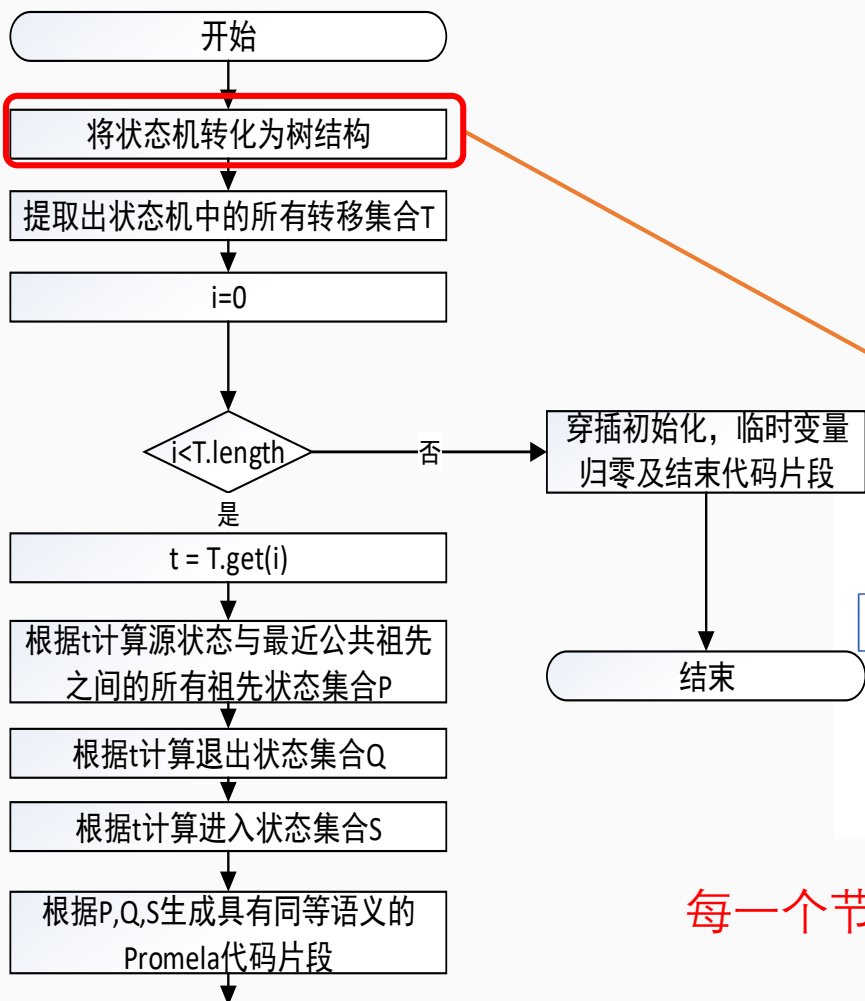 开始
将状态机转化为树结构
提取出状态机中的所有转移集合T
i=0
i<T.length
否
穿插初始化，临时变量
归零及结束代码片段
是
t = T.get(i)
根据t计算源状态与最近公共祖先
之间的所有祖先状态集合P
结束
根据t计算退出状态集合Q
根据t计算进入状态集合S
根据P,Q,S生成具有同等语义的
Promela代码片段
每一个节